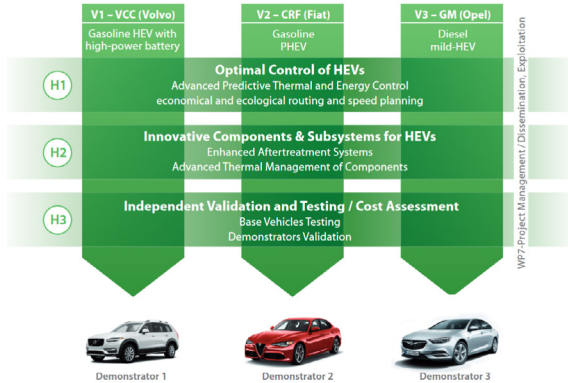 V1 – VCC (Volvo)
Gasoline HEV with
high-power battery
V2 – CRF (Fiat)
Gasoline
PHEV
V3 – GM (Opel)
Diesel
mild-HEV
H1
Optimal Control of HEVs
Advanced Predictive Thermal and Energy Control
economical and ecological routing and speed planning
H2
Innovative Components & Subsystems for HEVs
Enhanced Aftertreatment Systems
Advanced Thermal Management of Components
H3
Independent Validation and Testing / Cost Assessment
Base Vehicles Testing
Demonstrators Validation
WP7-Project Management / Dissemination, Exploitation
Demonstrator 1
Demonstrator 2
Demonstrator 3